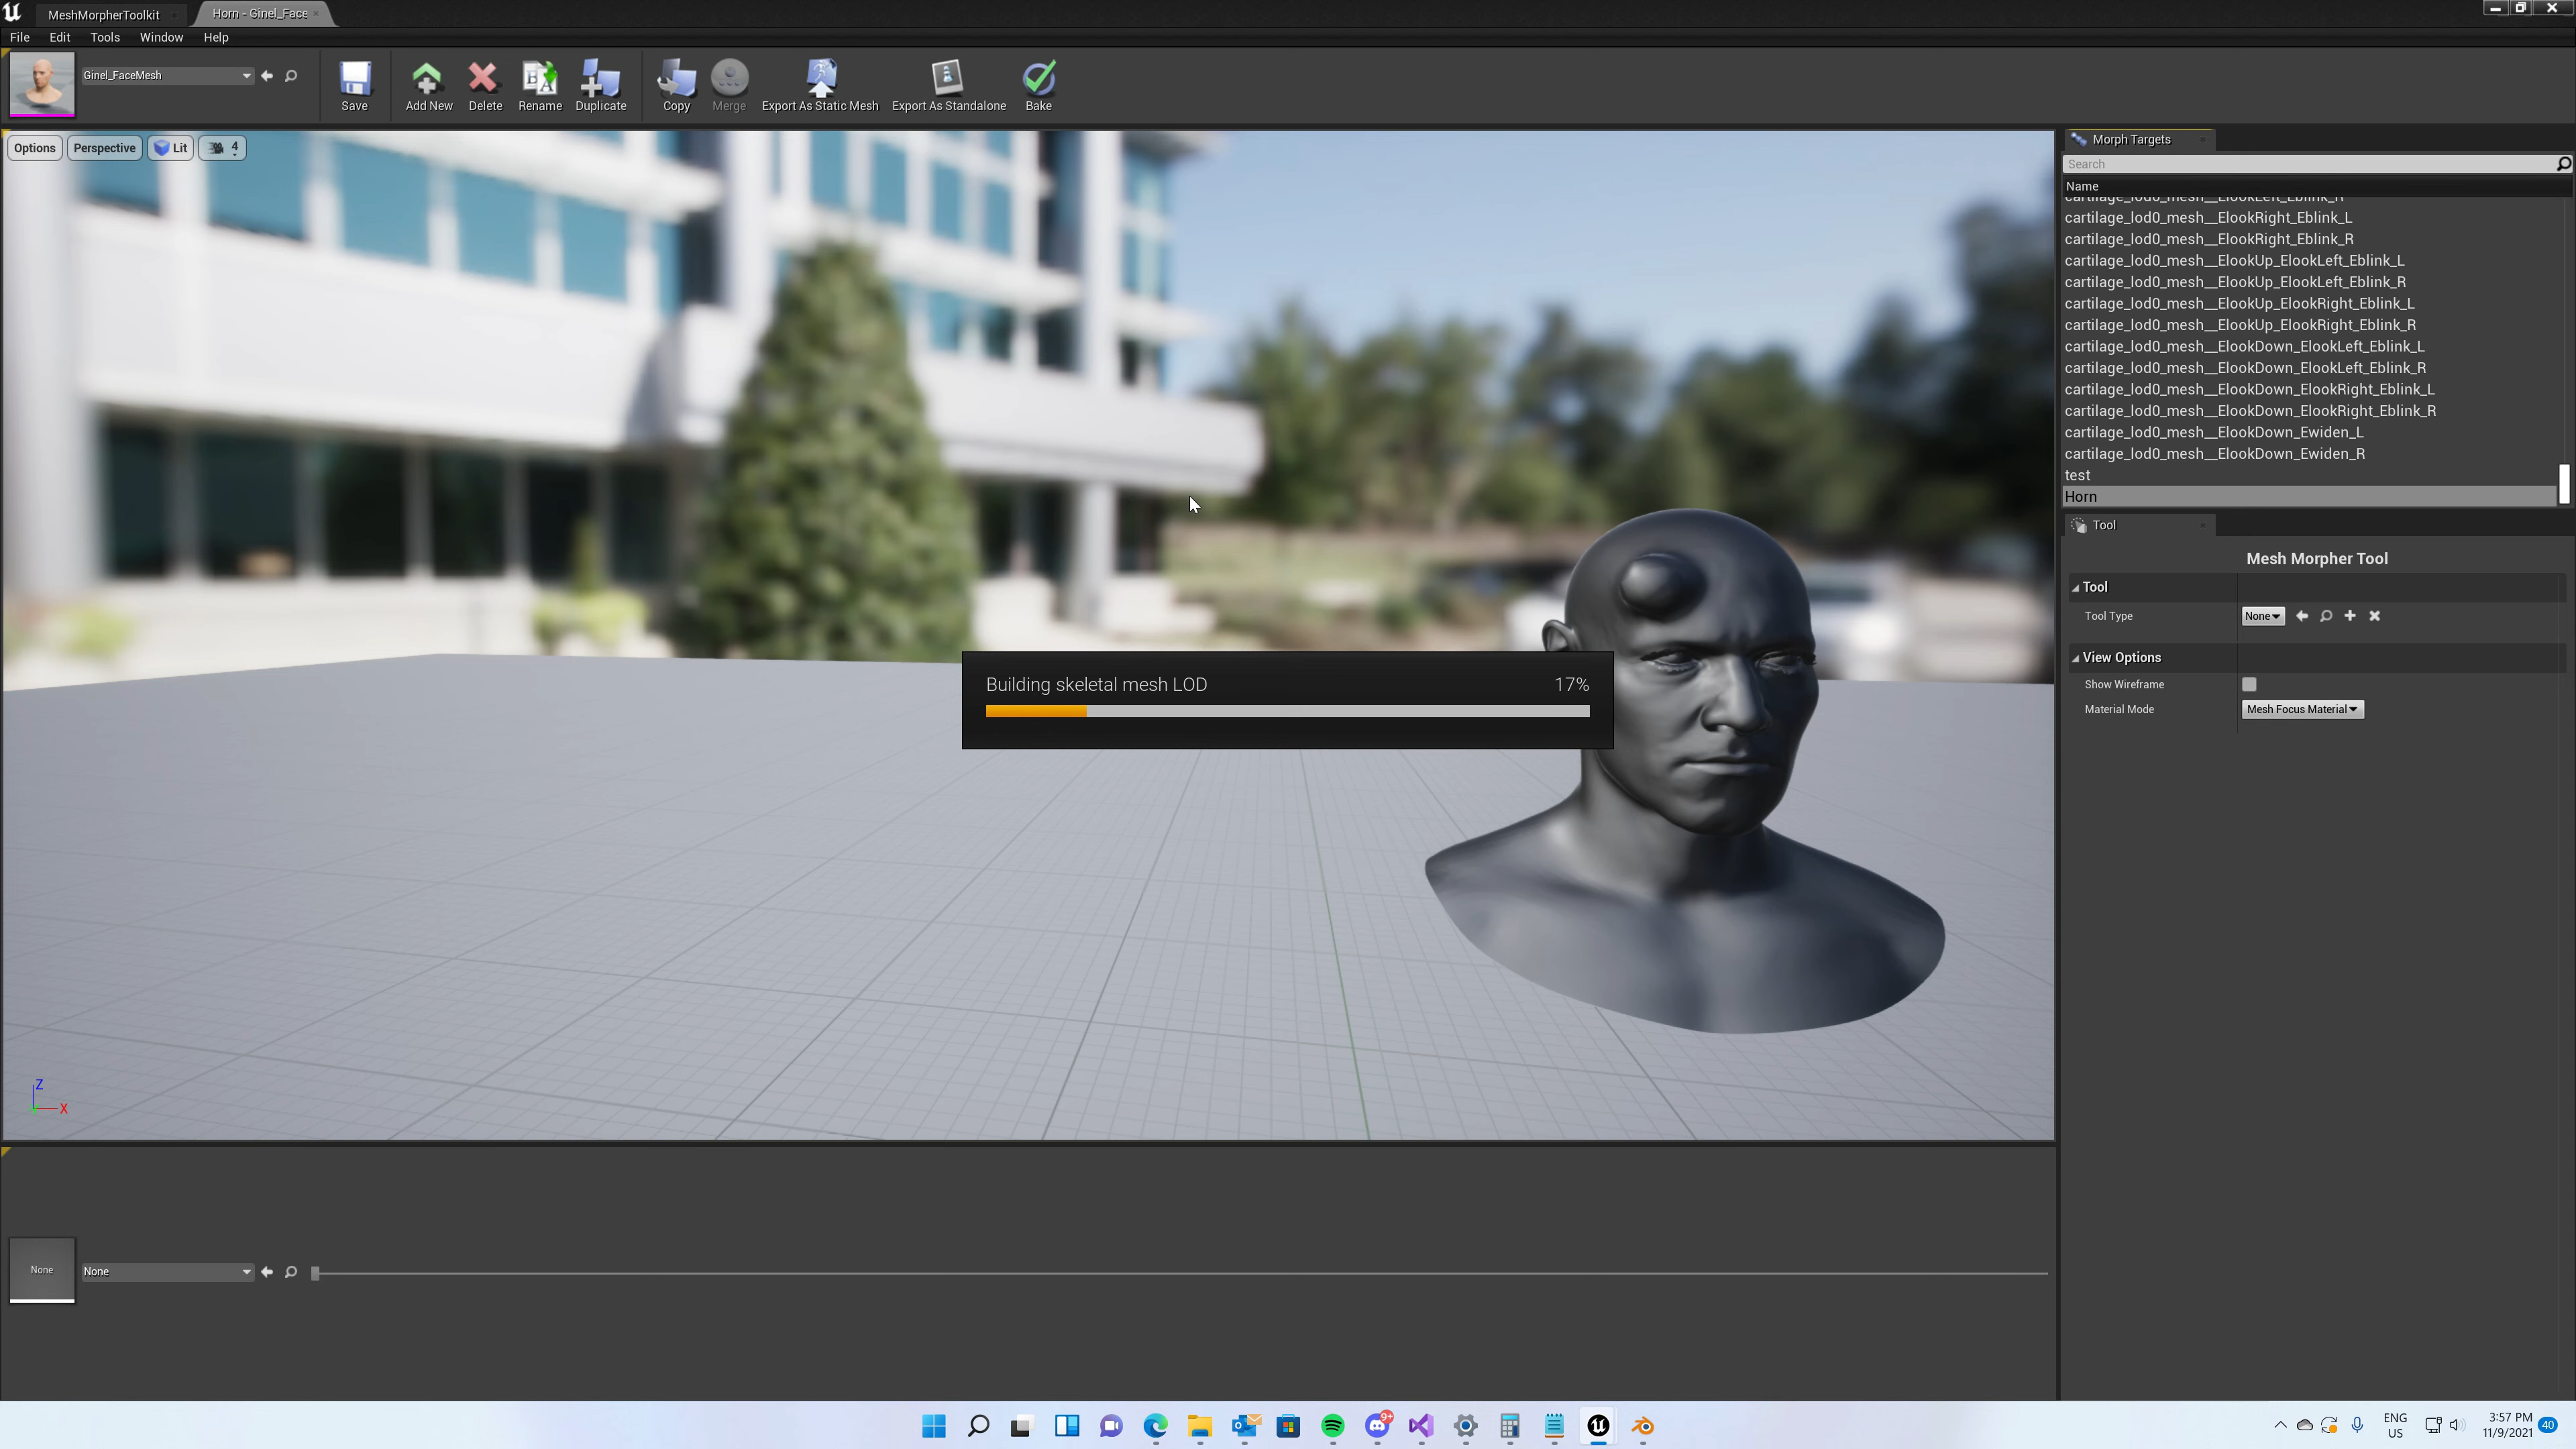 MeshMorpherToolkit
Horn - Ginel_Face
File Edit Tools Window Help
Ginel_FaceMesh
Save
Add New
Delete
Rename
Duplicate
Copy
Merge
Export As Static Mesh
Export As Standalone
Bake
Options
Perspective
Lit
4
Morph Targets
Search
Name
cartilage_lod0_mesh__ElookLeft_Eblink_R
cartilage_lod0_mesh__ElookRight_Eblink_L
cartilage_lod0_mesh__ElookRight_Eblink_R
cartilage_lod0_mesh__ElookUp_ElookLeft_Eblink_L
cartilage_lod0_mesh__ElookUp_ElookLeft_Eblink_R
cartilage_lod0_mesh__ElookUp_ElookRight_Eblink_L
cartilage_lod0_mesh__ElookUp_ElookRight_Eblink_R
cartilage_lod0_mesh__ElookDown_ElookLeft_Eblink_L
cartilage_lod0_mesh__ElookDown_ElookLeft_Eblink_R
cartilage_lod0_mesh__ElookDown_ElookRight_Eblink_L
cartilage_lod0_mesh__ElookDown_ElookRight_Eblink_R
cartilage_lod0_mesh__ElookDown_Ewiden_L
cartilage_lod0_mesh__ElookDown_Ewiden_R
test
Horn
Tool
Mesh Morpher Tool
Tool
Tool Type None
View Options
Show Wireframe
Material Mode Mesh Focus Material
Building skeletal mesh LOD 17%
Z
X
None
None
9+
ENG
US
3:57 PM
11/9/2021
40